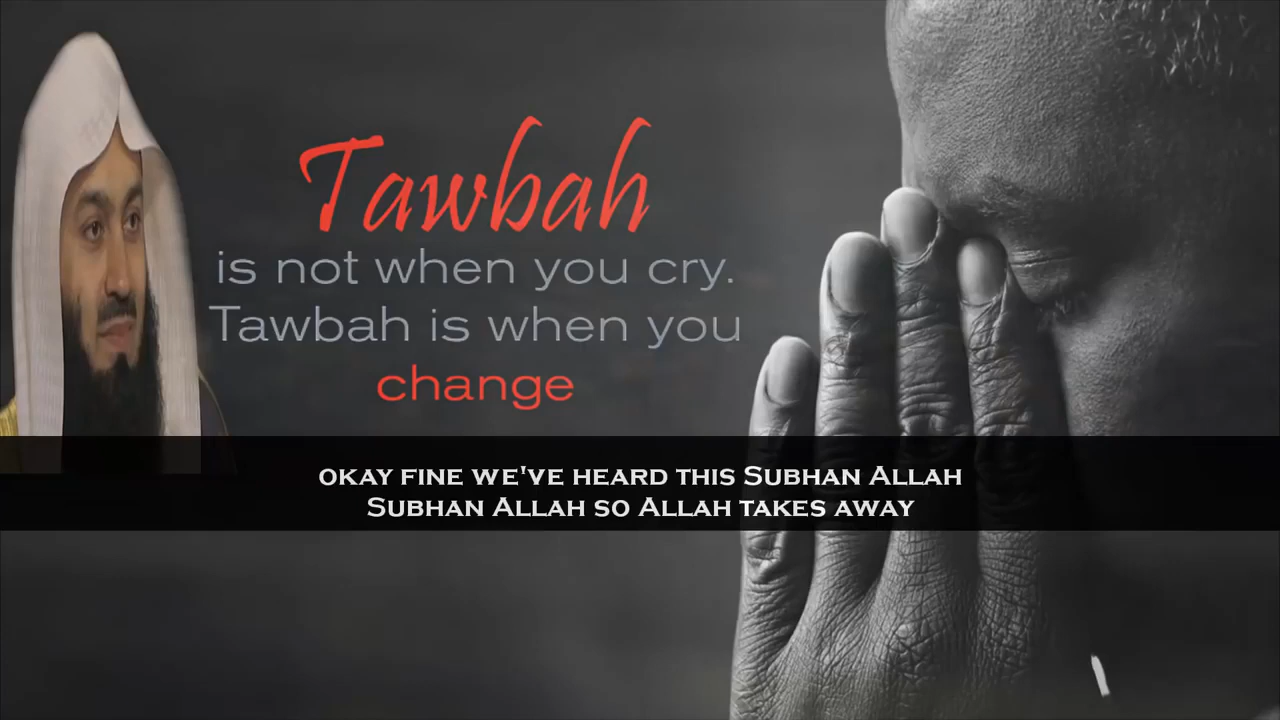 Tawbah
is not when you cry.
Tawbah is when you
change
OKAY FINE WE'VE HEARD THIS SUBHAN ALLAH
SUBHAN ALLAH SO ALLAH TAKES AWAY